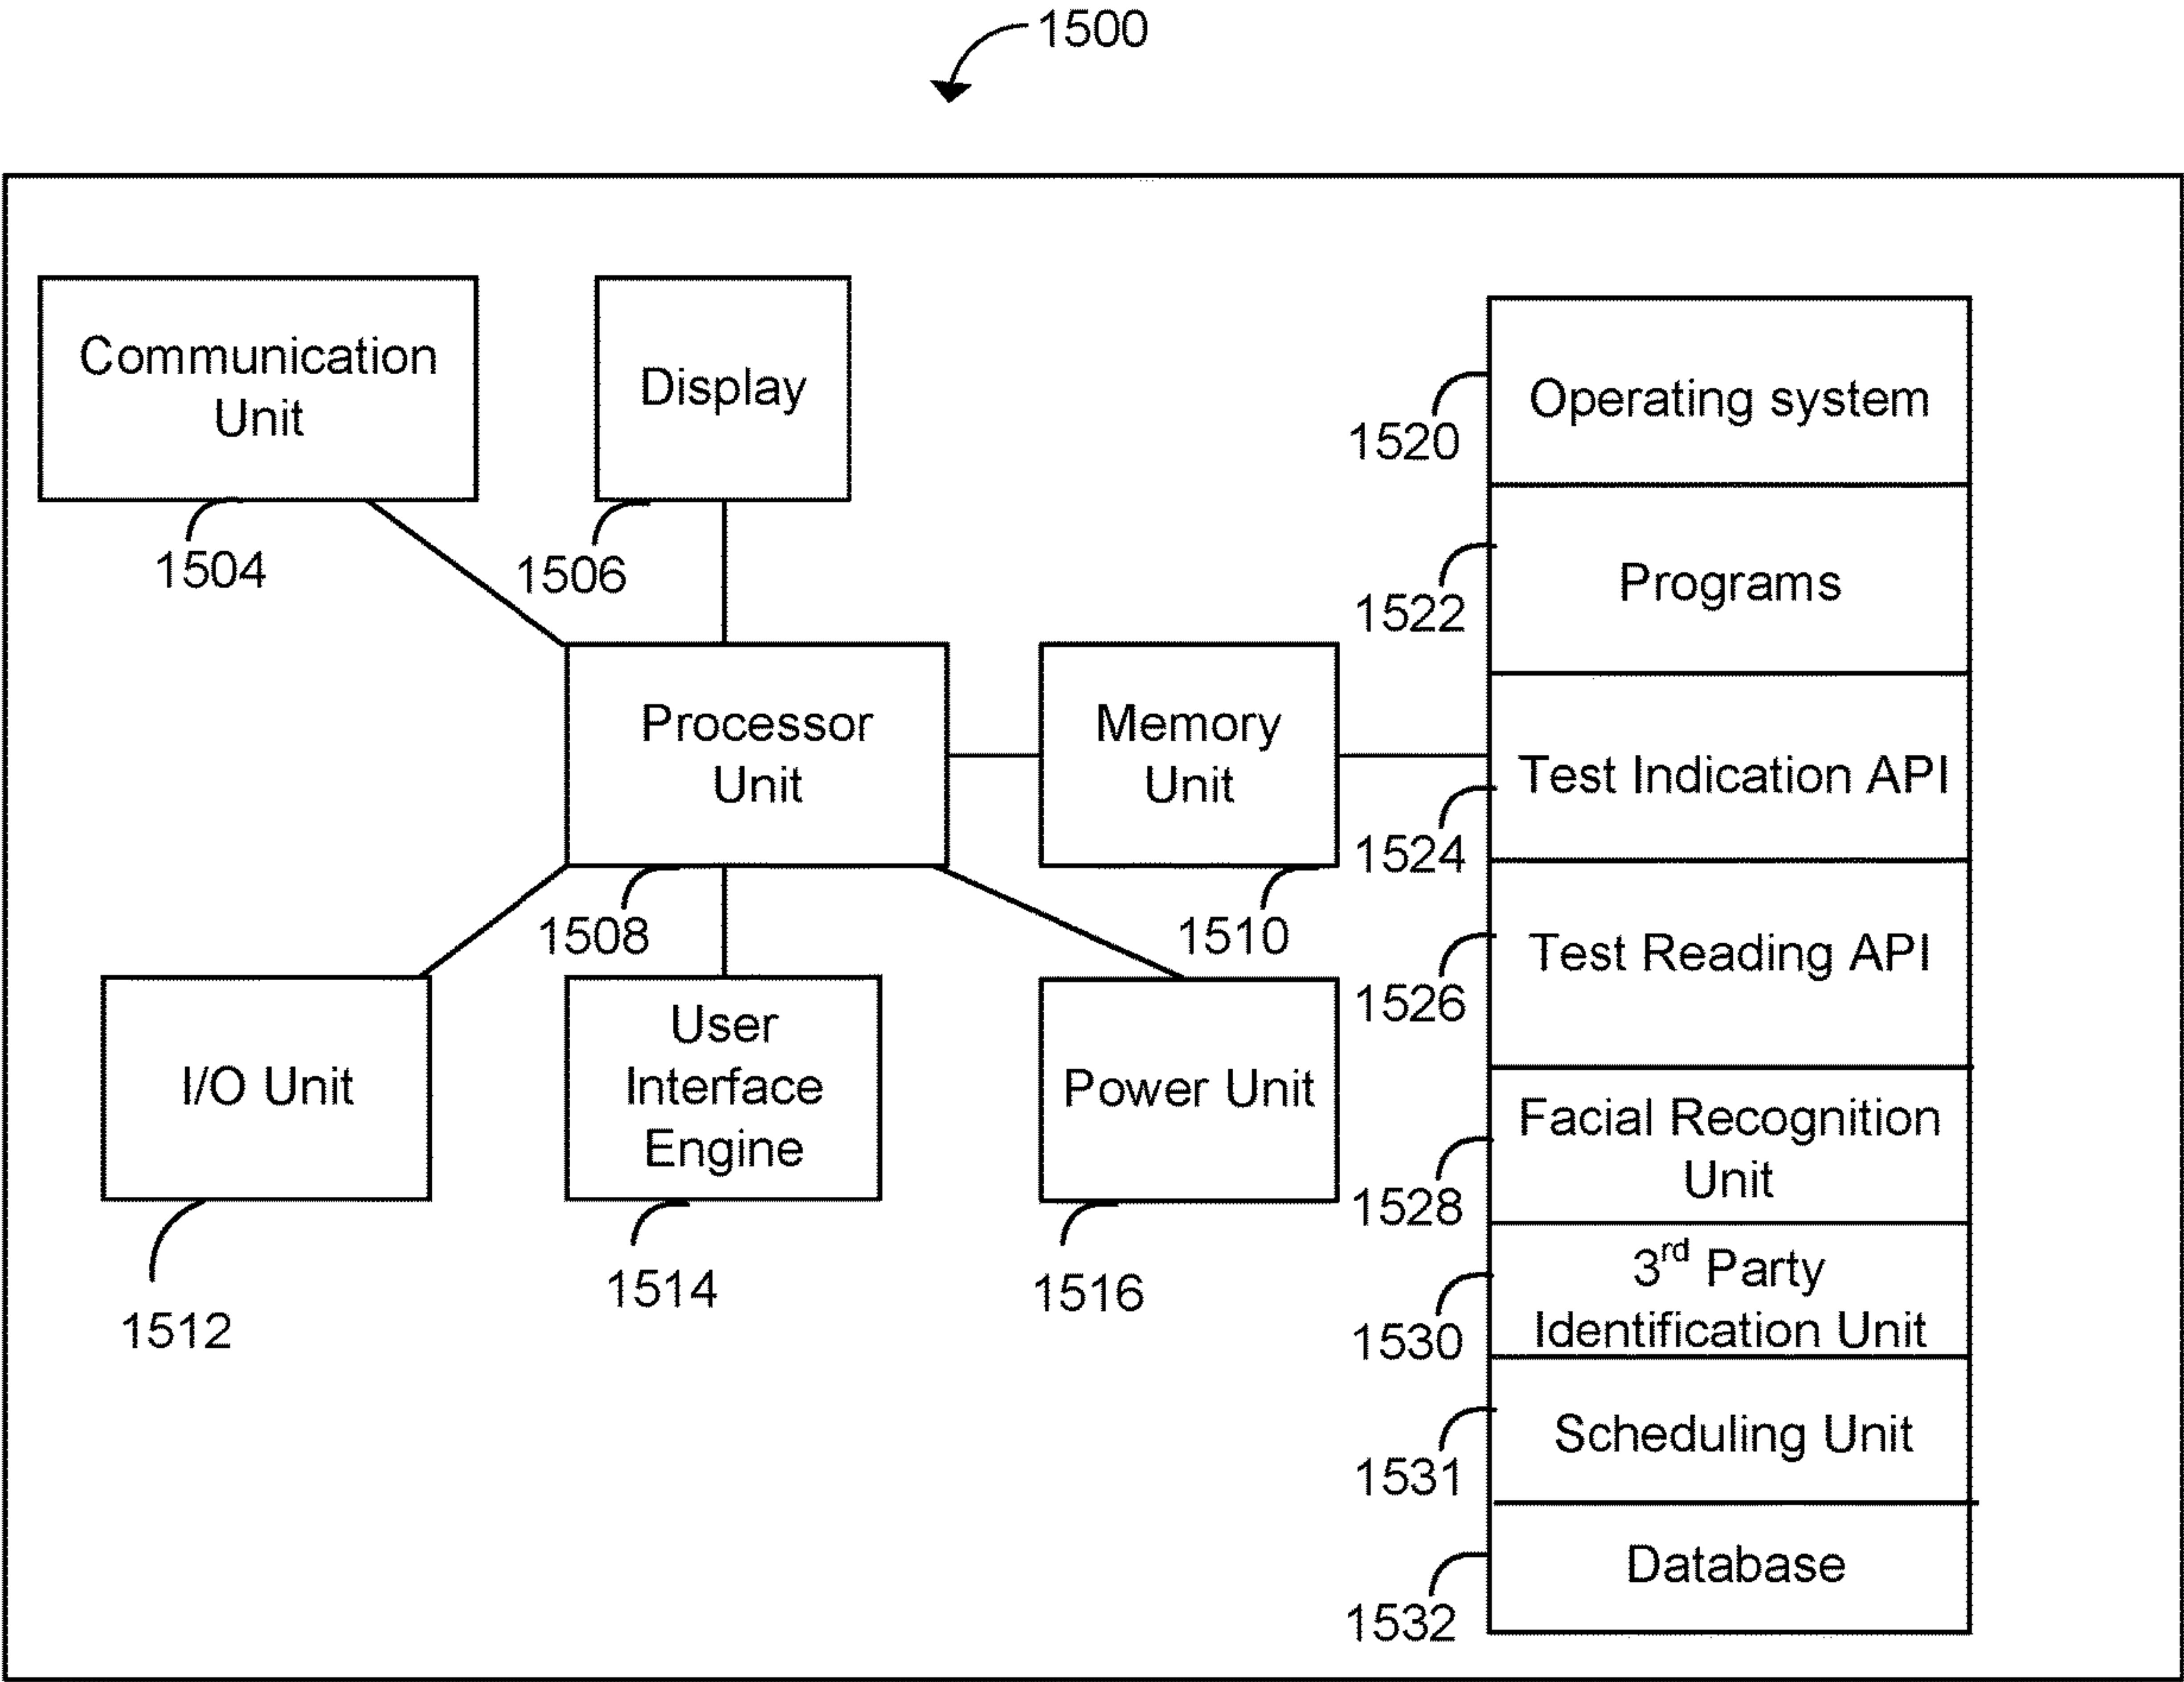 1500
Communication
Unit
1504
Display
1506
Processor
Unit
1508
Memory
Unit
1510
I/O Unit
1512
User
Interface
Engine
1514
Power Unit
1516
Operating system
1520
Programs
1522
Test Indication API
1524
Test Reading API
1526
Facial Recognition
Unit
1528
3rd Party
Identification Unit
1530
Scheduling Unit
1531
Database
1532